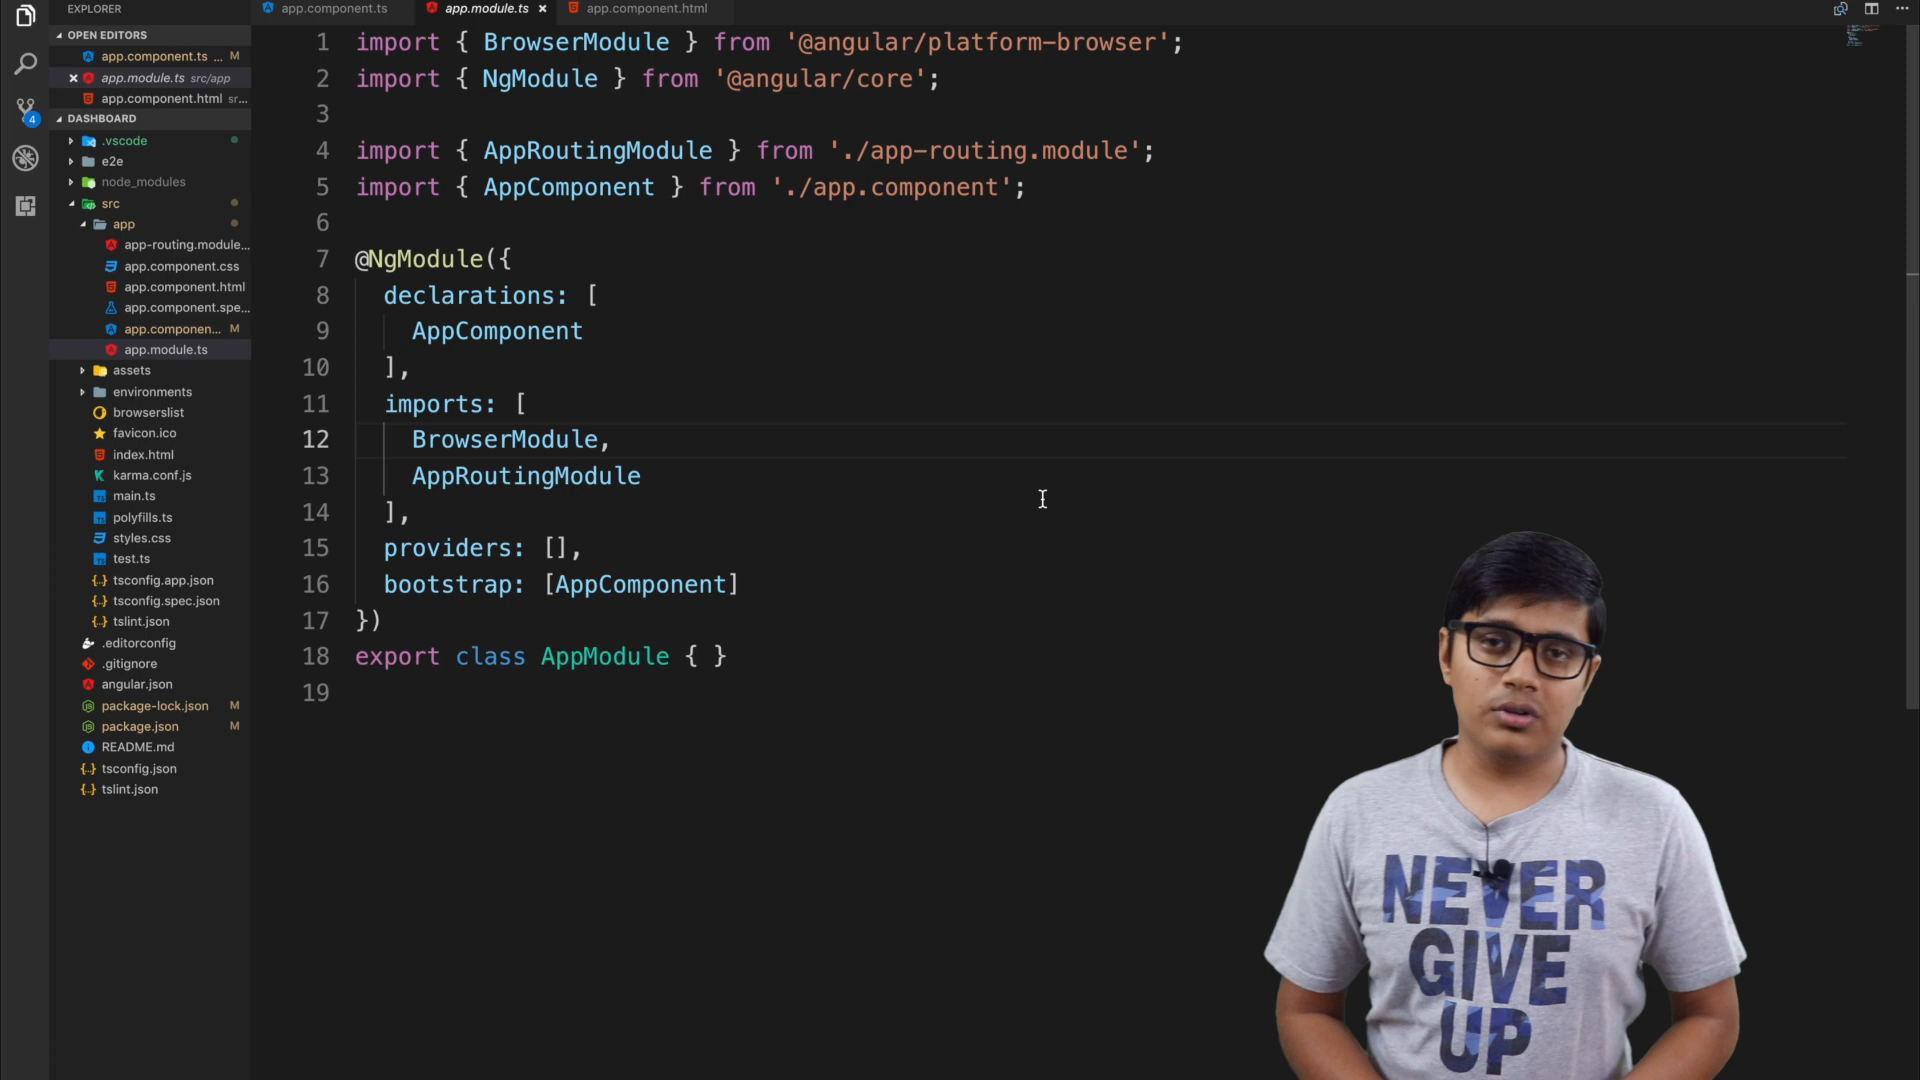 EXPLORER
OPEN EDITORS
app.component.ts ... M
app.module.ts src/app
app.component.html sr...
DASHBOARD
.vscode
e2e
node_modules
src
app
app-routing.module...
app.component.css
app.component.html
app.component.spe...
app.componen... M
app.module.ts
assets
environments
browserslist
favicon.ico
index.html
karma.conf.js
main.ts
polyfills.ts
styles.css
test.ts
tsconfig.app.json
tsconfig.spec.json
tslint.json
.editorconfig
.gitignore
angular.json
package-lock.json M
package.json M
README.md
tsconfig.json
tslint.json
4
app.component.ts
app.module.ts
app.component.html
1 import { BrowserModule } from '@angular/platform-browser';
2 import { NgModule } from '@angular/core';
3
4 import { AppRoutingModule } from './app-routing.module';
5 import { AppComponent } from './app.component';
6
7 @NgModule({
8 declarations: [
9 AppComponent
10 ],
11 imports: [
12 BrowserModule,
13 AppRoutingModule
14 ],
15 providers: [],
16 bootstrap: [AppComponent]
17 })
18 export class AppModule { }
19
NEVER
GIVE
UP